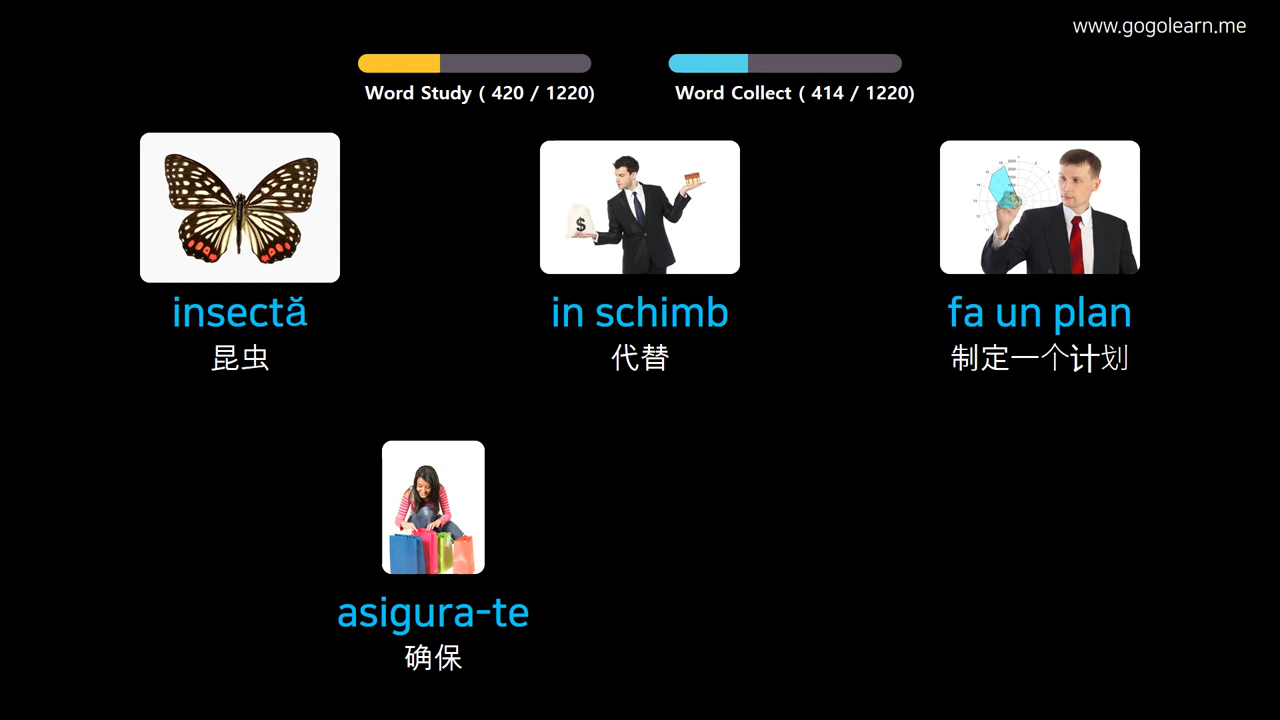 www.gogolearn.me
Word Study ( 420 / 1220)
Word Collect ( 414 / 1220)
$
insectă
昆虫
in schimb
代替
fa un plan
制定一个计划
asigura-te
确保